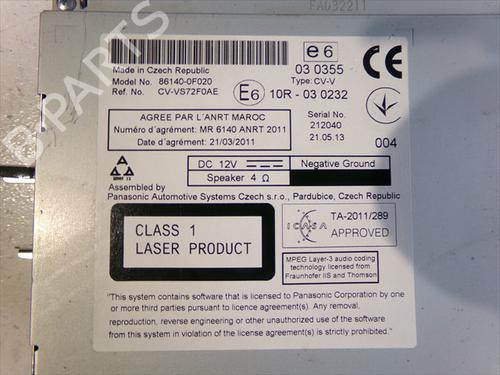 FA032211
B PARTS
e6
Made in Czech Republic
Model No. 86140-0F020
Ref. No. CV-VS72F0AE
03 0355
Type: CV-V
CE
E6 10R - 03 0232
AGREE PAR L'ANRT MAROC
Numéro d'agrément: MR 6140 ANRT 2011
Date d'agrément: 21/03/2011
Serial No.
212040
21.05.13
004
DC 12V
Negative Ground
Speaker 4 Ω
Assembled by
Panasonic Automotive Systems Czech s.r.o., Pardubice, Czech Republic
CLASS 1
LASER PRODUCT
ICASA
TA-2011/289
APPROVED
MPEG Layer-3 audio coding
technology licensed from
Fraunhofer IIS and Thomson
"This system contains software that is licensed to Panasonic Corporation by one
or more third parties pursuant to licence agreement(s). Any removal,
reproduction, reverse engineering or other unauthorized use of the software
from this system in violation of the license agreement(s) is strictly prohibited."